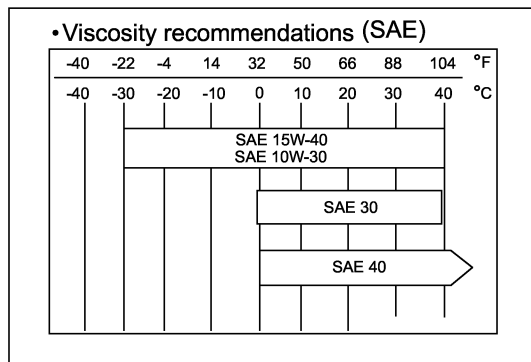 • Viscosity recommendations (SAE)
-40 -22 -4 14 32 50 66 88 104 °F
-40 -30 -20 -10 0 10 20 30 40 °C
SAE 15W-40
SAE 10W-30
SAE 30
SAE 40